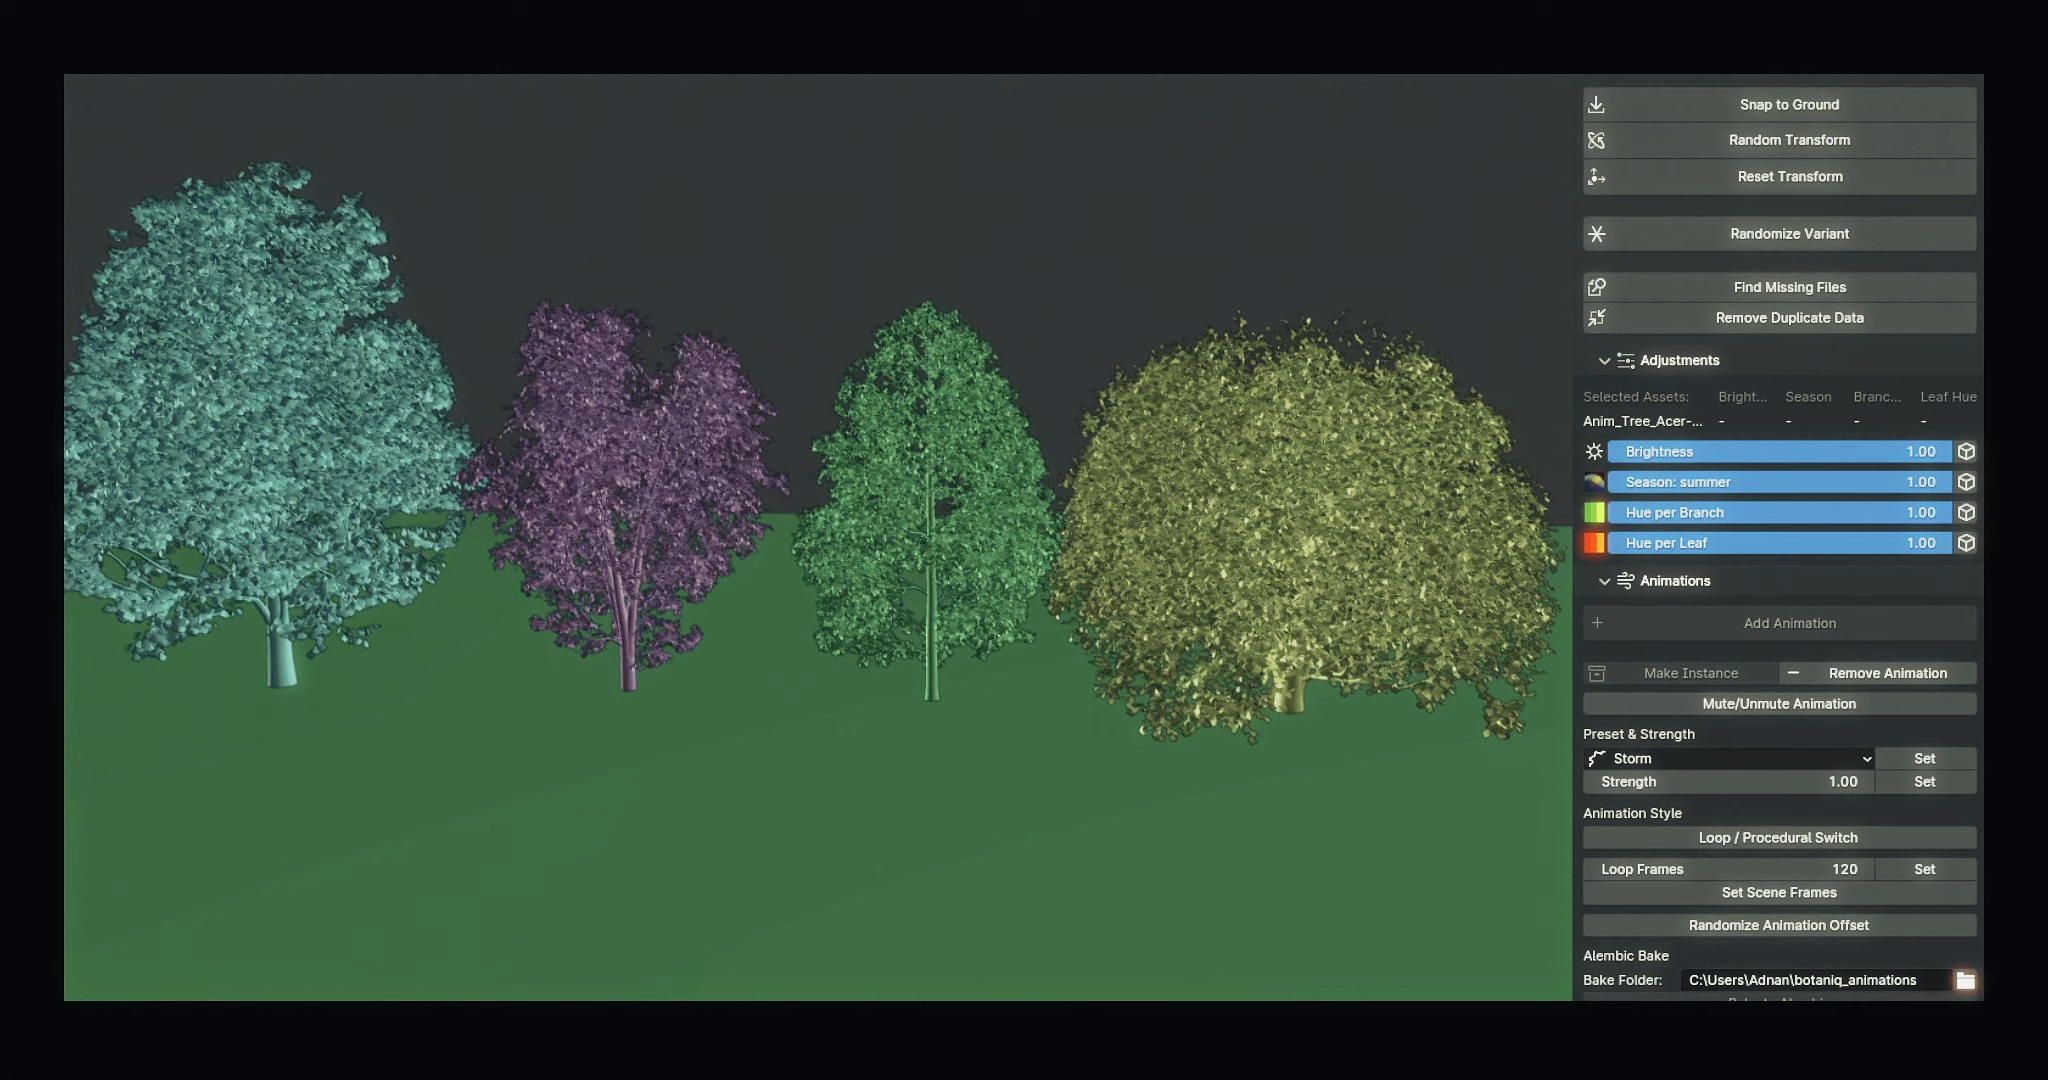 Snap to Ground
Random Transform
Reset Transform
Randomize Variant
Find Missing Files
Remove Duplicate Data
Adjustments
Selected Assets: Bright... Season Branc... Leaf Hue
Anim_Tree_Acer-... - - - -
Brightness 1.00
Season: summer 1.00
Hue per Branch 1.00
Hue per Leaf 1.00
Animations
Add Animation
Make Instance Remove Animation
Mute/Unmute Animation
Preset & Strength
Storm Set
Strength 1.00 Set
Animation Style
Loop / Procedural Switch
Loop Frames 120 Set
Set Scene Frames
Randomize Animation Offset
Alembic Bake
Bake Folder: C:\Users\Adnan\botaniq_animations